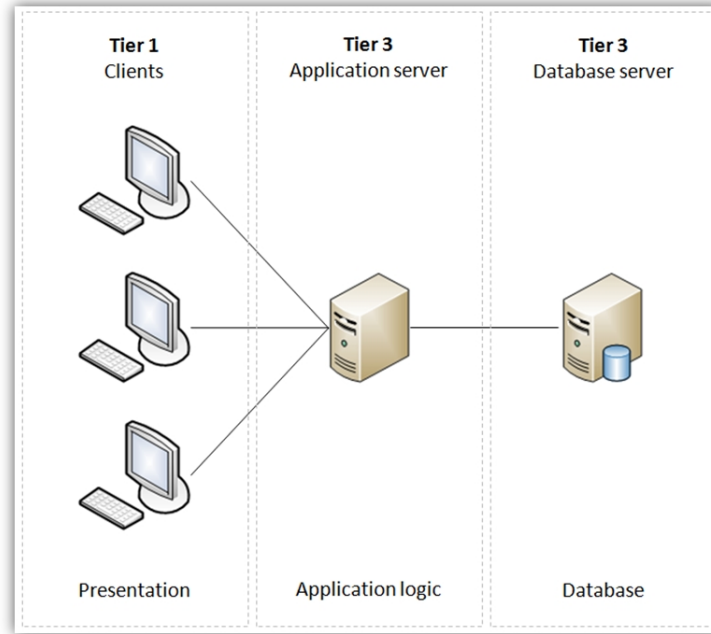 Tier 1
Clients
Tier 3
Application server
Tier 3
Database server
Presentation
Application logic
Database